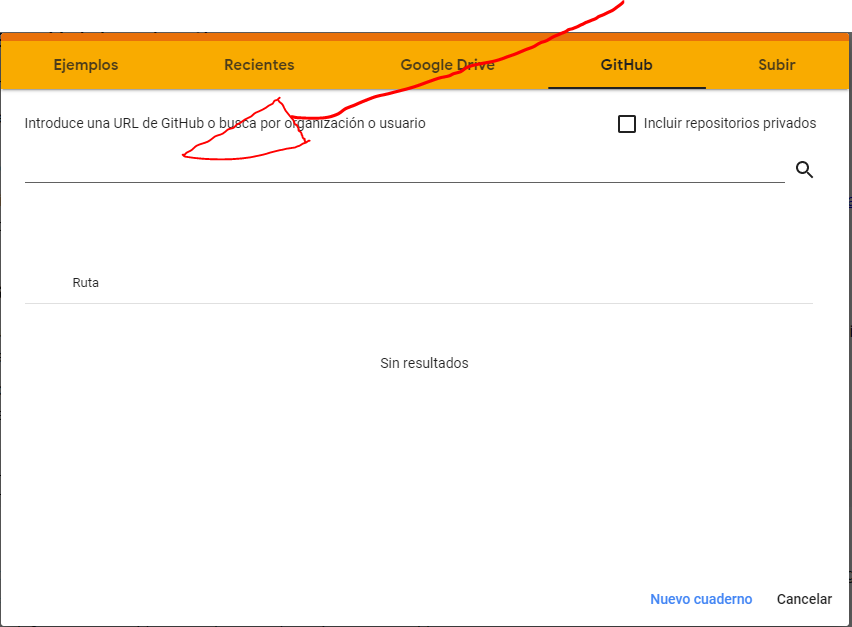 Ejemplos Recientes Google Drive GitHub Subir
Introduce una URL de GitHub o busca por organización o usuario Incluir repositorios privados
Ruta
Sin resultados
Nuevo cuaderno Cancelar